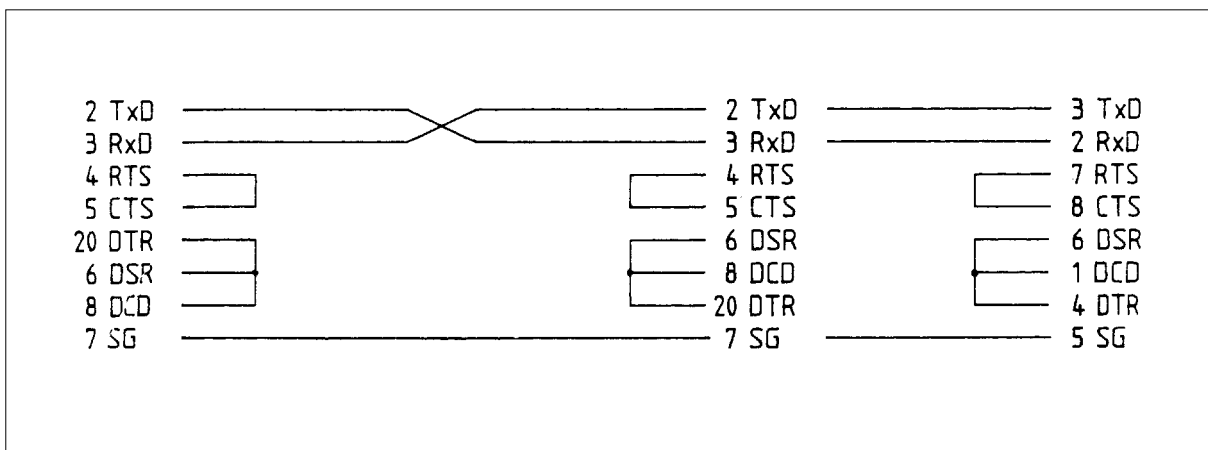 2 TxD 2 TxD 3 TxD
3 RxD 3 RxD 2 RxD
4 RTS 4 RTS 7 RTS
5 CTS 5 CTS 8 CTS
20 DTR 6 DSR 6 DSR
6 DSR 8 DCD 1 DCD
8 DCD 20 DTR 4 DTR
7 SG 7 SG 5 SG